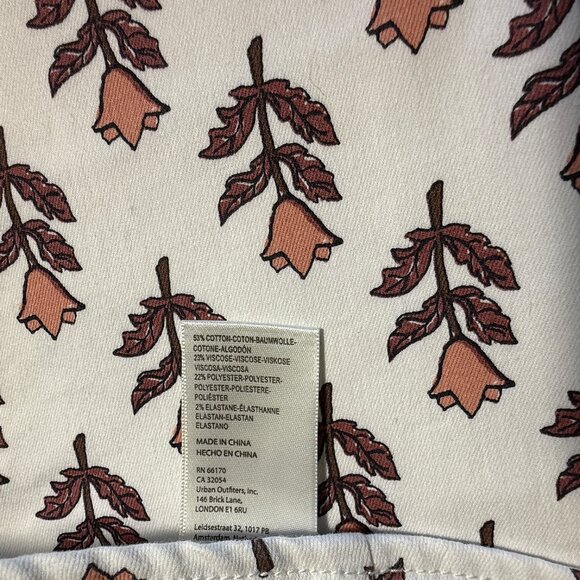 53% COTTON-COTON-BAUMWOLLE-
COTONE-ALGODÓN
23% VISCOSE-VISCOSE-VISKOSE
VISCOSA-VISCOSA
22% POLYESTER-POLYESTER-
POLYESTER-POLIESTERE-
POLIÉSTER
2% ELASTANE-ÉLASTHANNE
ELASTAN-ELASTAN
ELASTANO
MADE IN CHINA
HECHO EN CHINA
RN 66170
CA 32054
Urban Outfitters, Inc.
146 Brick Lane,
LONDON E1 6RU
Leidsestraat 32, 1017 PB
Amsterdam,